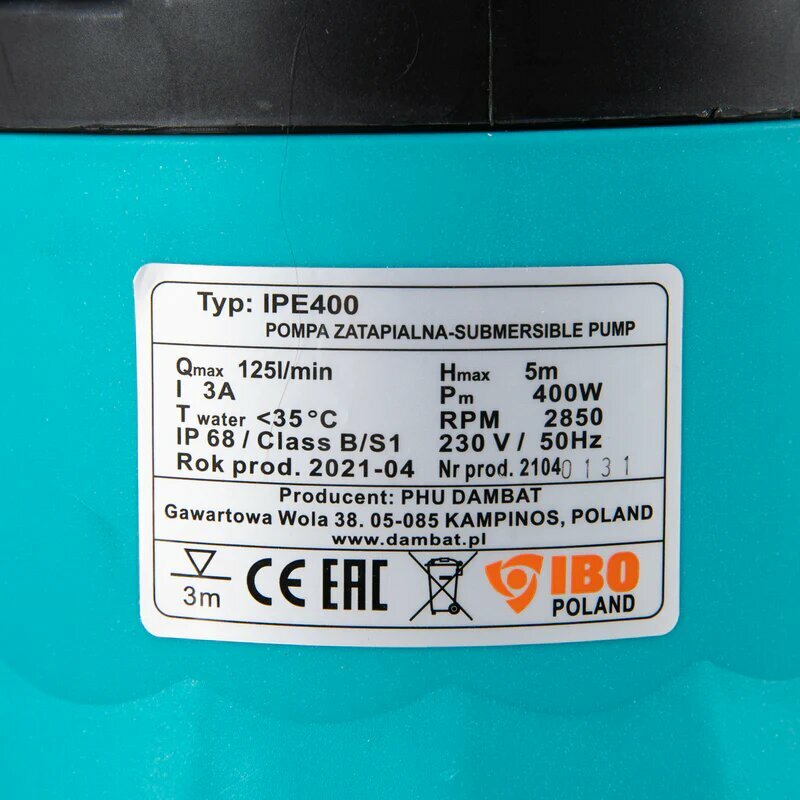 Typ: IPE400
POMPA ZATAPIALNA-SUBMERSIBLE PUMP
Qmax 125l/min
Hmax 5m
I 3A
Pm 400W
T water <35°C
RPM 2850
IP 68 / Class B/S1
230 V / 50Hz
Rok prod. 2021-04
Nr prod. 21040131
Producent: PHU DAMBAT
Gawartowa Wola 38. 05-085 KAMPINOS, POLAND
www.dambat.pl
3m
CE EAC
IBO
POLAND